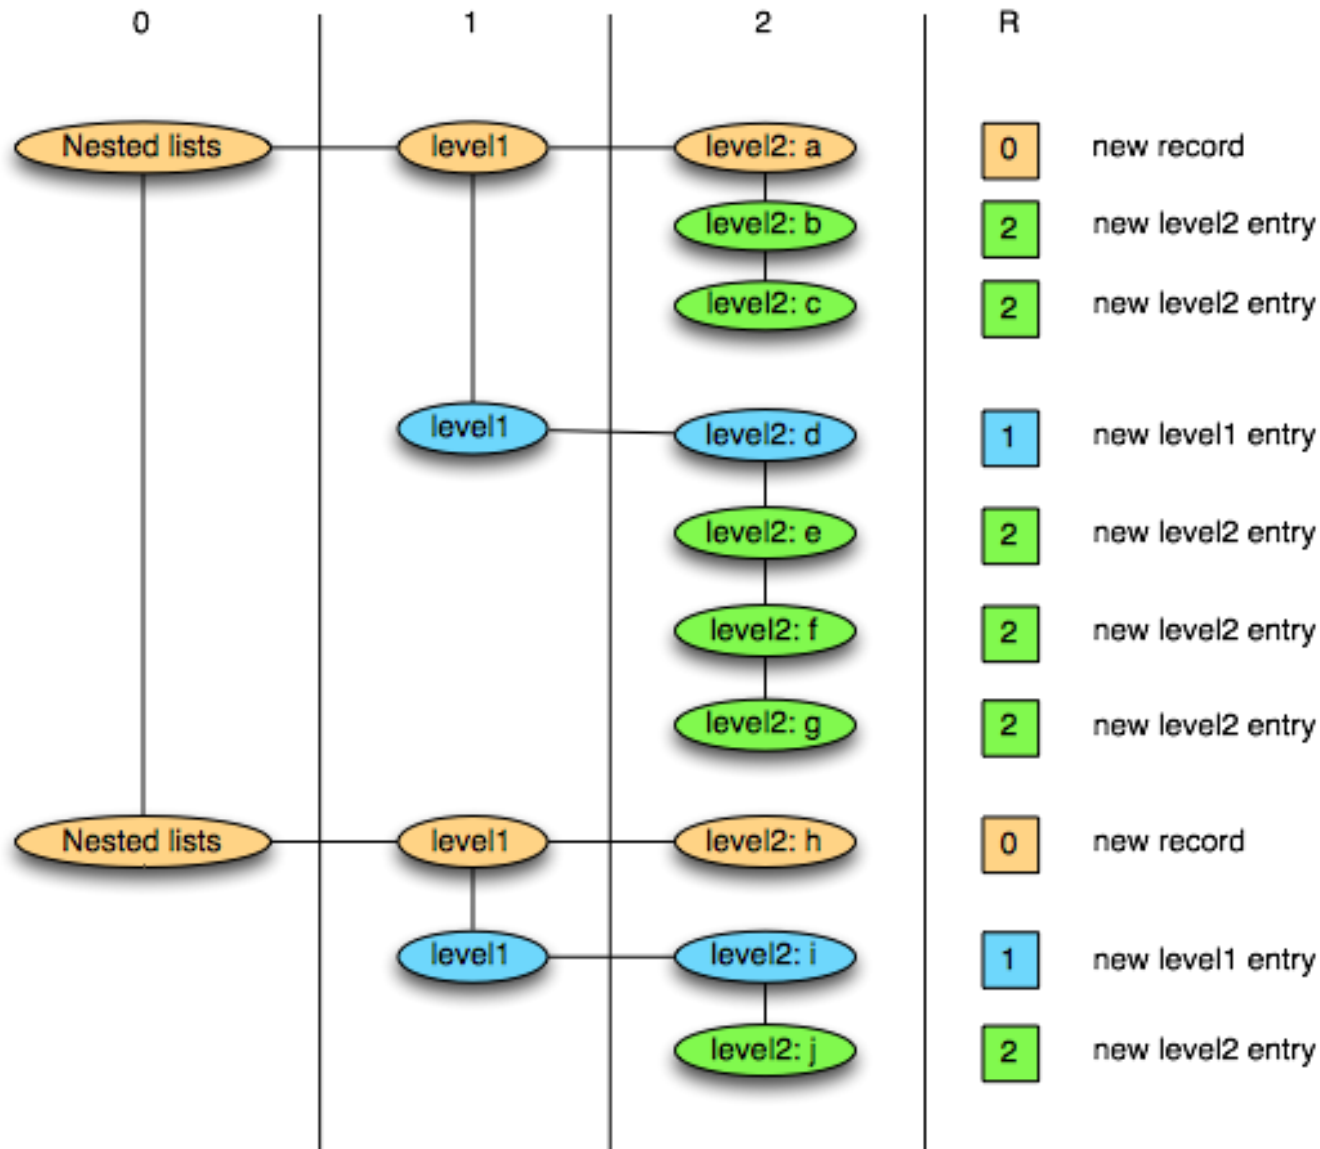 0 1 2 R
Nested lists level1 level2: a 0 new record
level2: b 2 new level2 entry
level2: c 2 new level2 entry
level1 level2: d 1 new level1 entry
level2: e 2 new level2 entry
level2: f 2 new level2 entry
level2: g 2 new level2 entry
Nested lists level1 level2: h 0 new record
level1 level2: i 1 new level1 entry
level2: j 2 new level2 entry